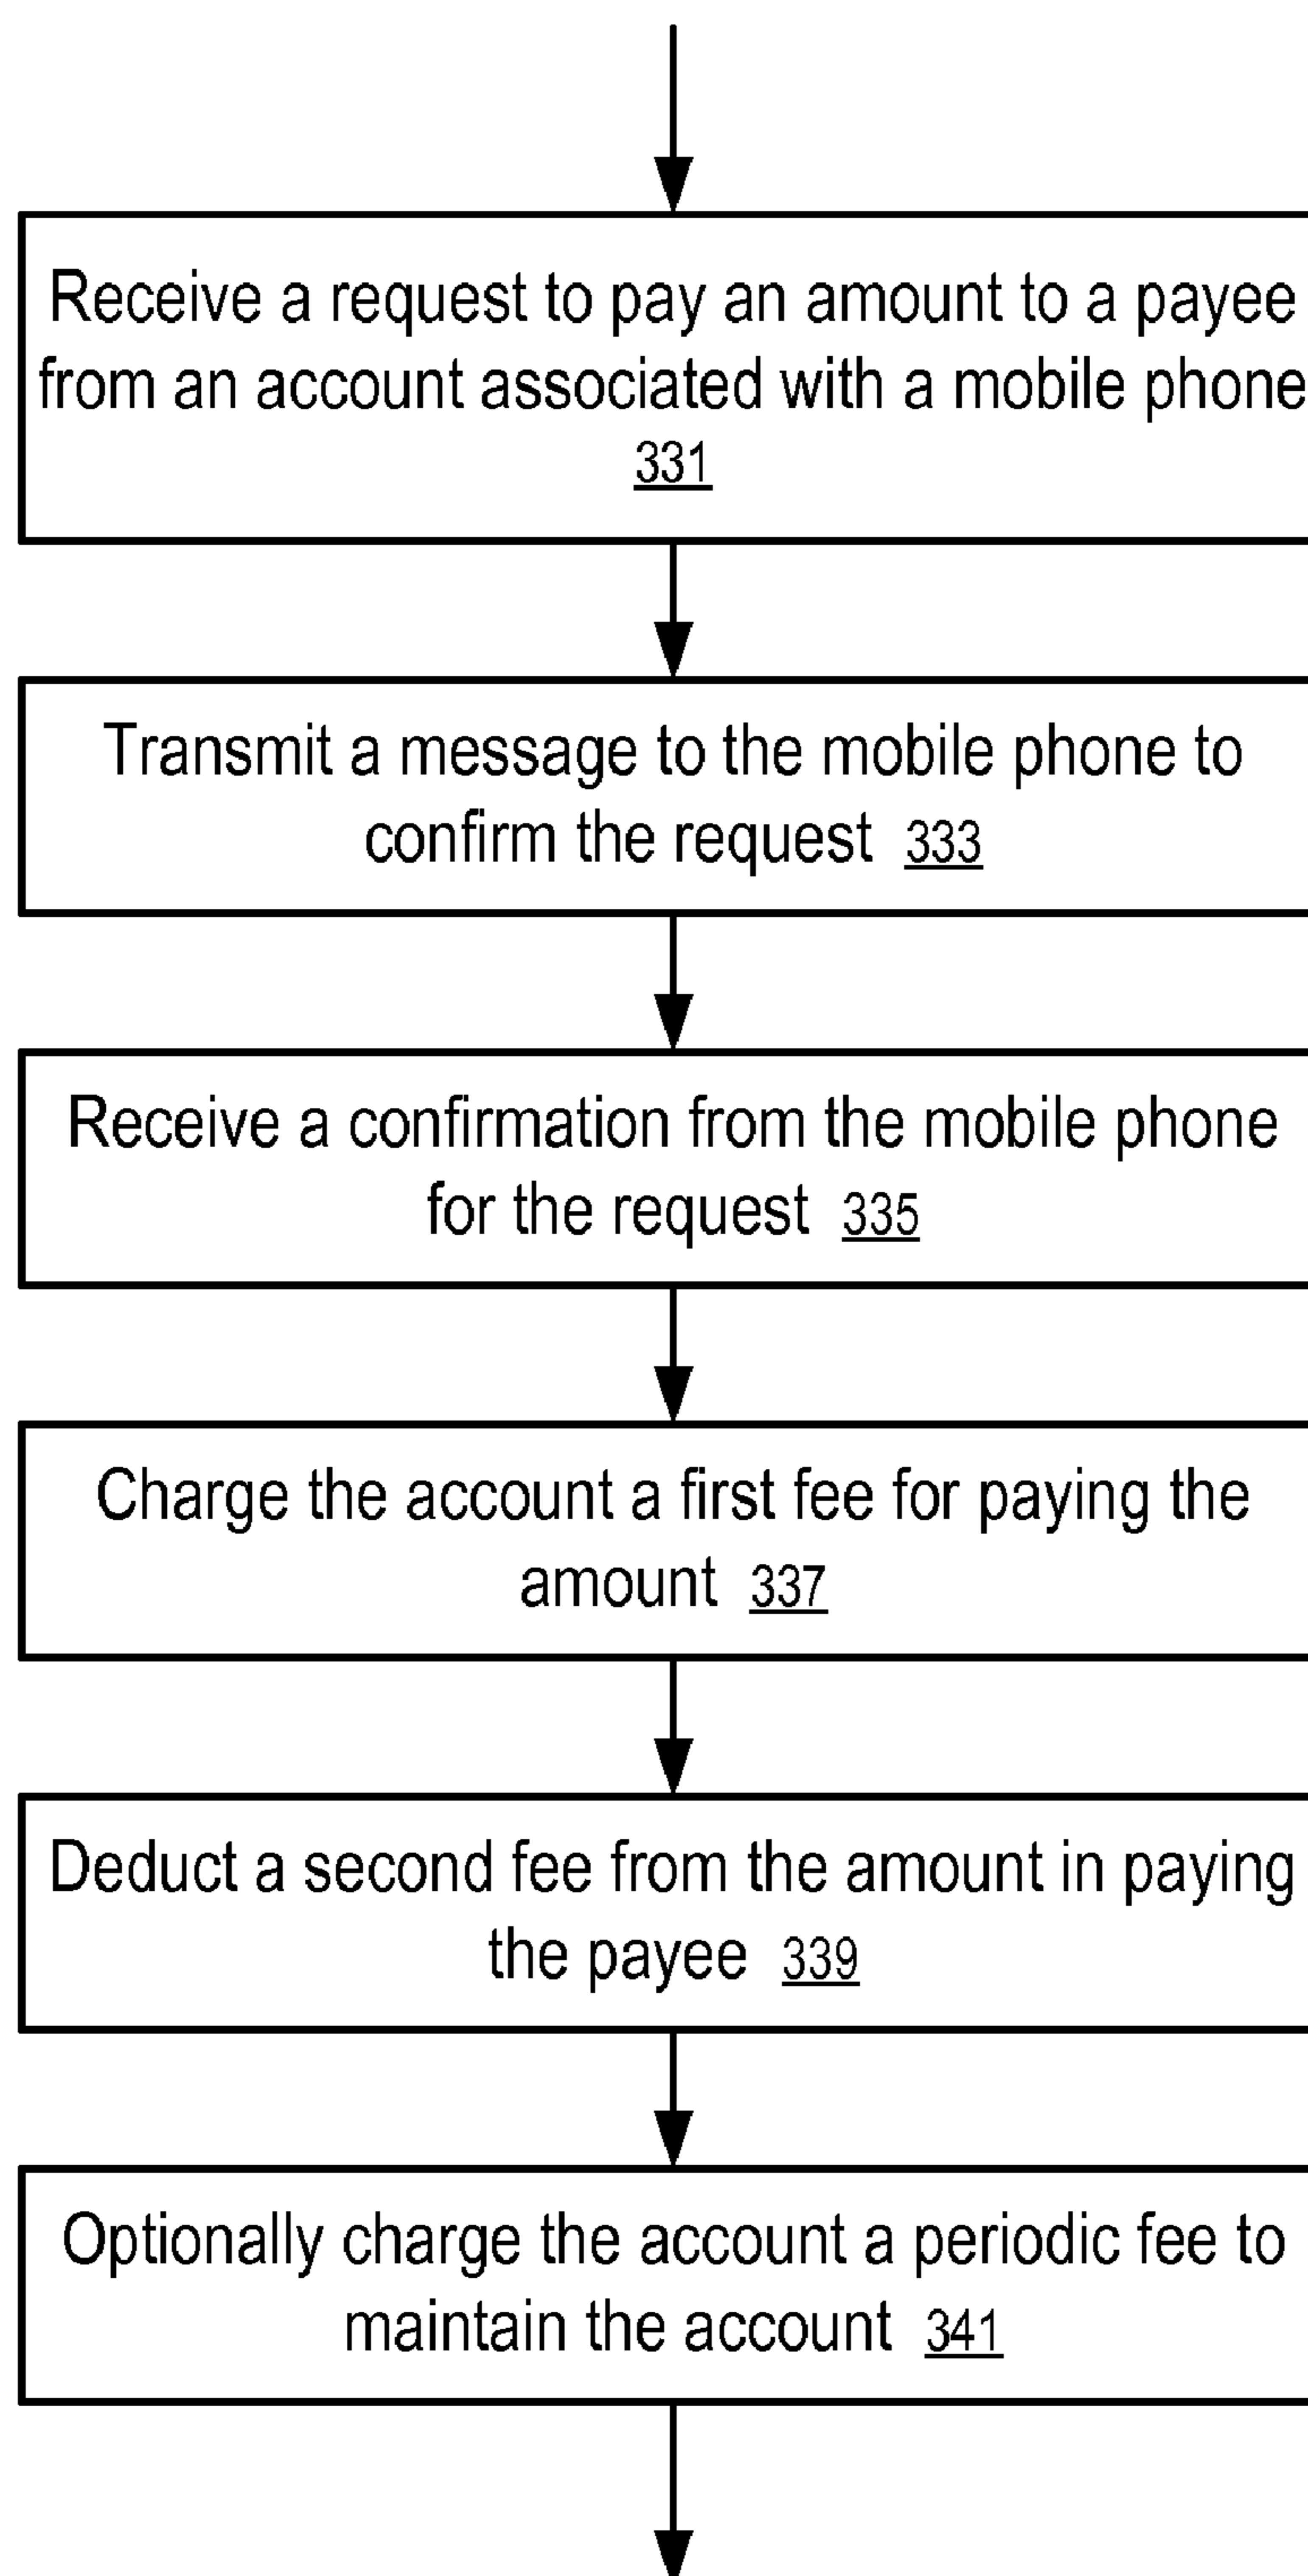 Receive a request to pay an amount to a payee
from an account associated with a mobile phone
331
Transmit a message to the mobile phone to
confirm the request 333
Receive a confirmation from the mobile phone
for the request 335
Charge the account a first fee for paying the
amount 337
Deduct a second fee from the amount in paying
the payee 339
Optionally charge the account a periodic fee to
maintain the account 341